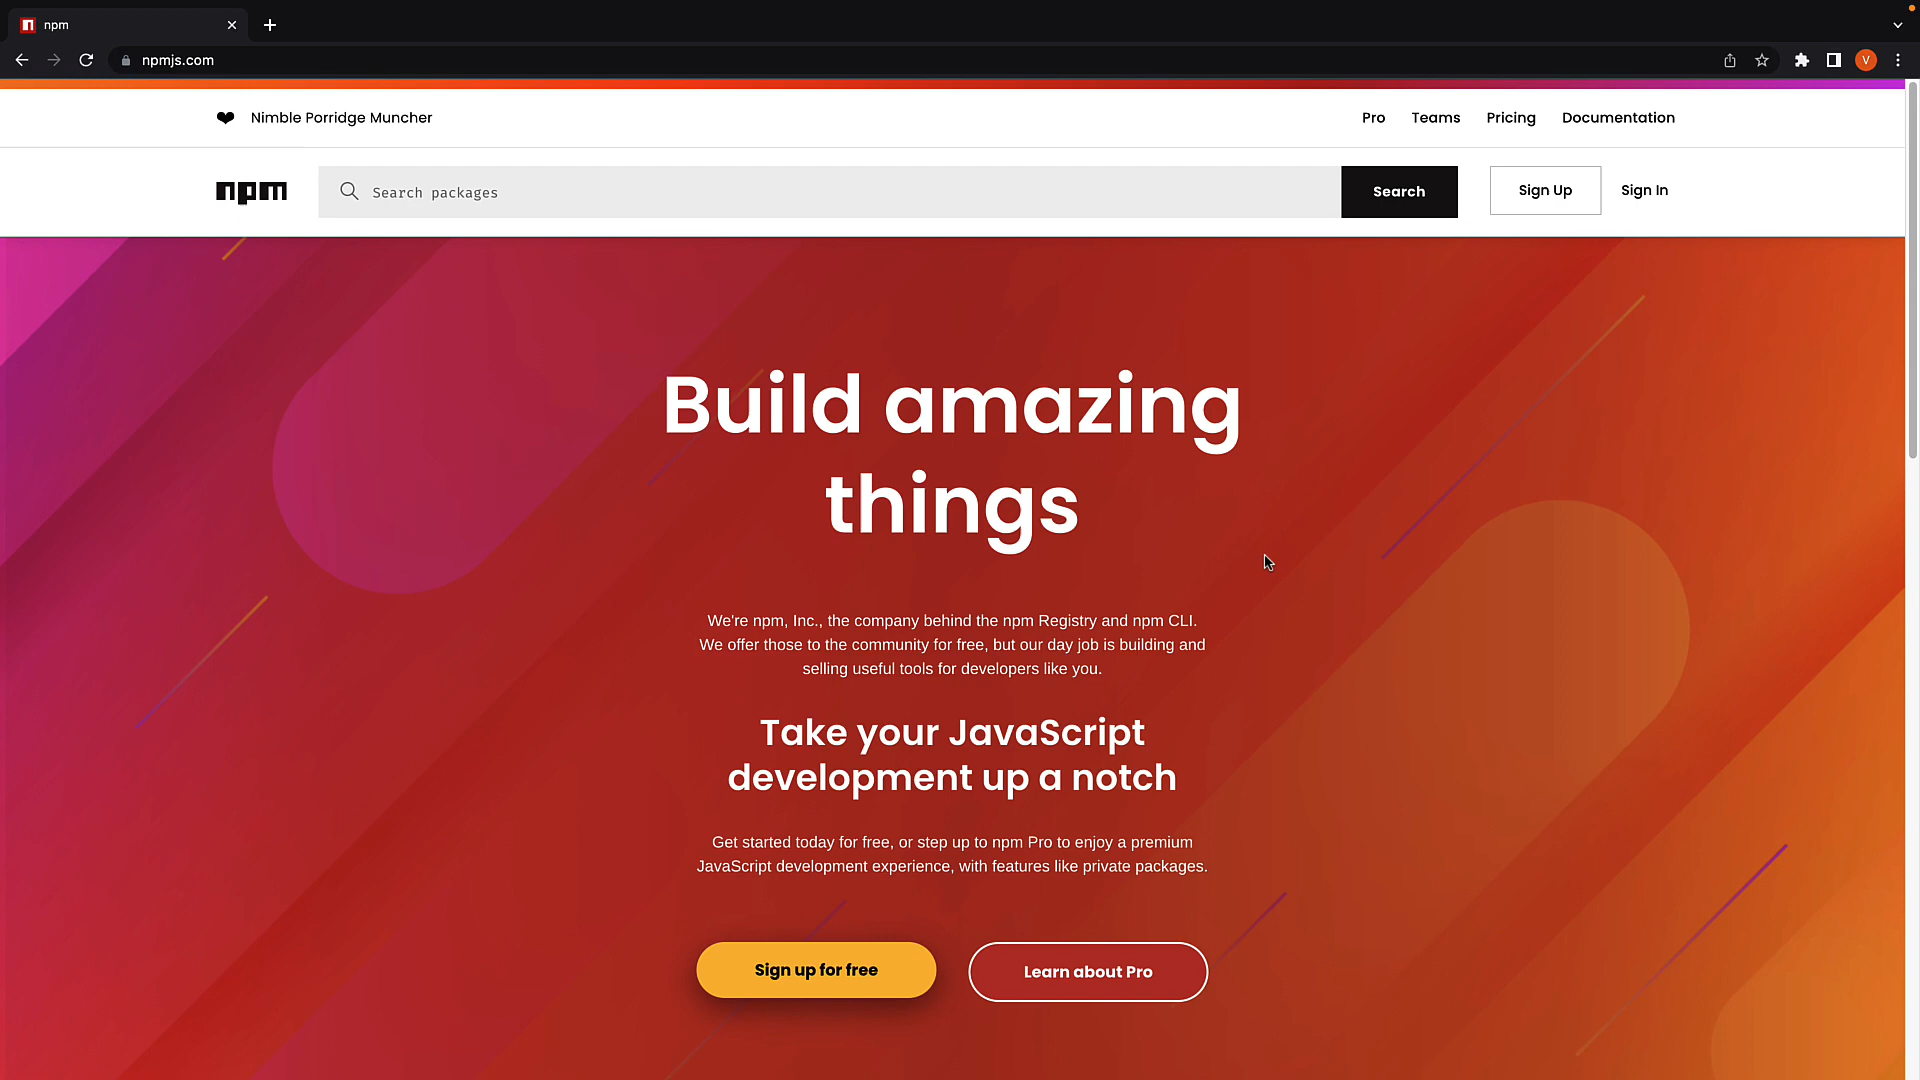 npm
npmjs.com
V
❤ Nimble Porridge Muncher
Pro Teams Pricing Documentation
npm
Search packages
Search
Sign Up
Sign In
Build amazing
things
We're npm, Inc., the company behind the npm Registry and npm CLI.
We offer those to the community for free, but our day job is building and
selling useful tools for developers like you.
Take your JavaScript
development up a notch
Get started today for free, or step up to npm Pro to enjoy a premium
JavaScript development experience, with features like private packages.
Sign up for free
Learn about Pro